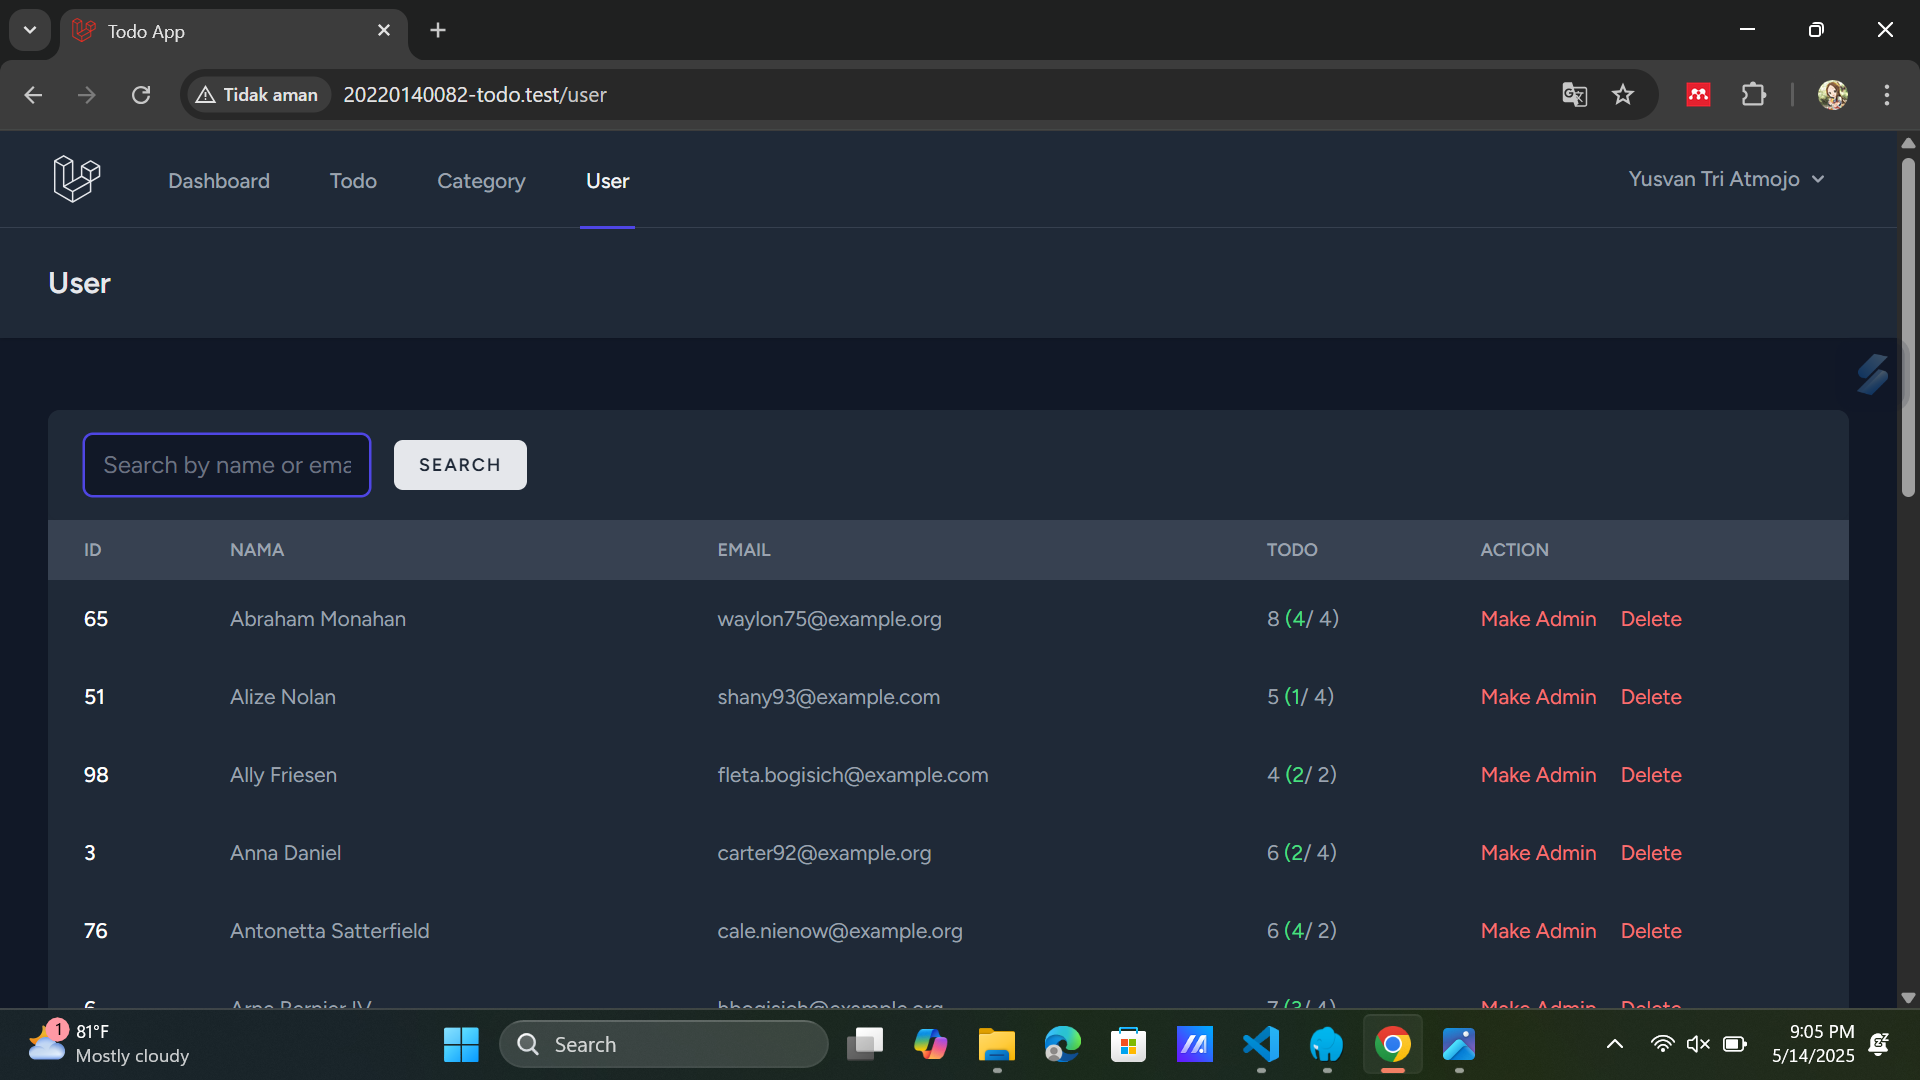 Todo App
Tidak aman
20220140082-todo.test/user
Dashboard Todo Category User
Yusvan Tri Atmojo
User
Search by name or ema
SEARCH
ID NAMA EMAIL TODO ACTION
65 Abraham Monahan waylon75@example.org 8 (4/ 4) Make Admin Delete
51 Alize Nolan shany93@example.com 5 (1/ 4) Make Admin Delete
98 Ally Friesen fleta.bogisich@example.com 4 (2/ 2) Make Admin Delete
3 Anna Daniel carter92@example.org 6 (2/ 4) Make Admin Delete
76 Antonetta Satterfield cale.nienow@example.org 6 (4/ 2) Make Admin Delete
Make Admin Delete
1
81°F
Mostly cloudy
Search
9:05 PM
5/14/2025